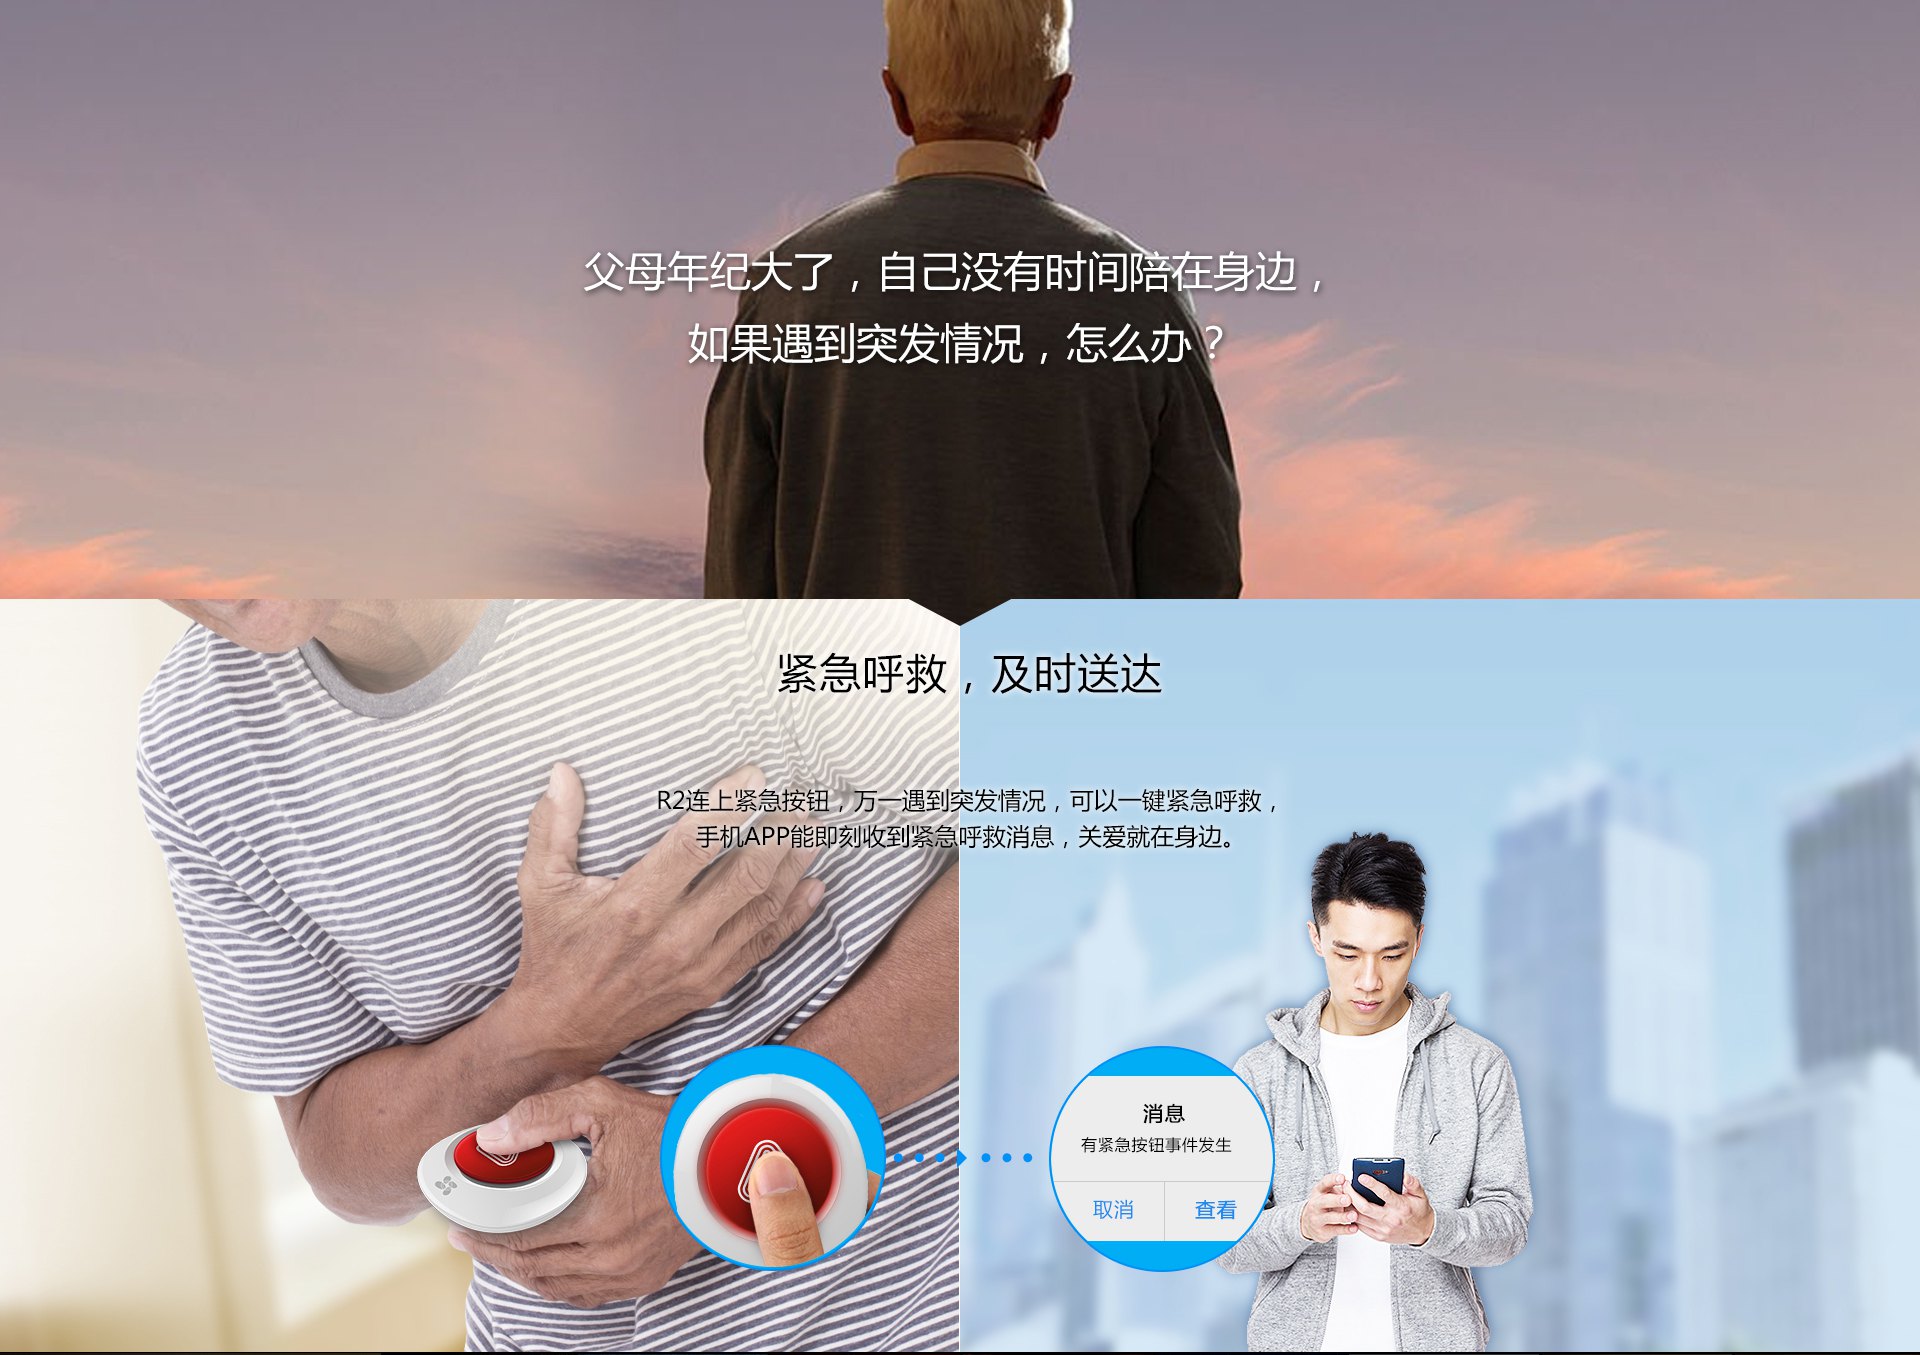 父母年纪大了，自己没有时间陪在身边，
如果遇到突发情况，怎么办？
紧急呼救，及时送达
R2连上紧急按钮，万一遇到突发情况，可以一键紧急呼救，
手机APP能即刻收到紧急呼救消息，关爱就在身边。
消息
有紧急按钮事件发生
取消
查看